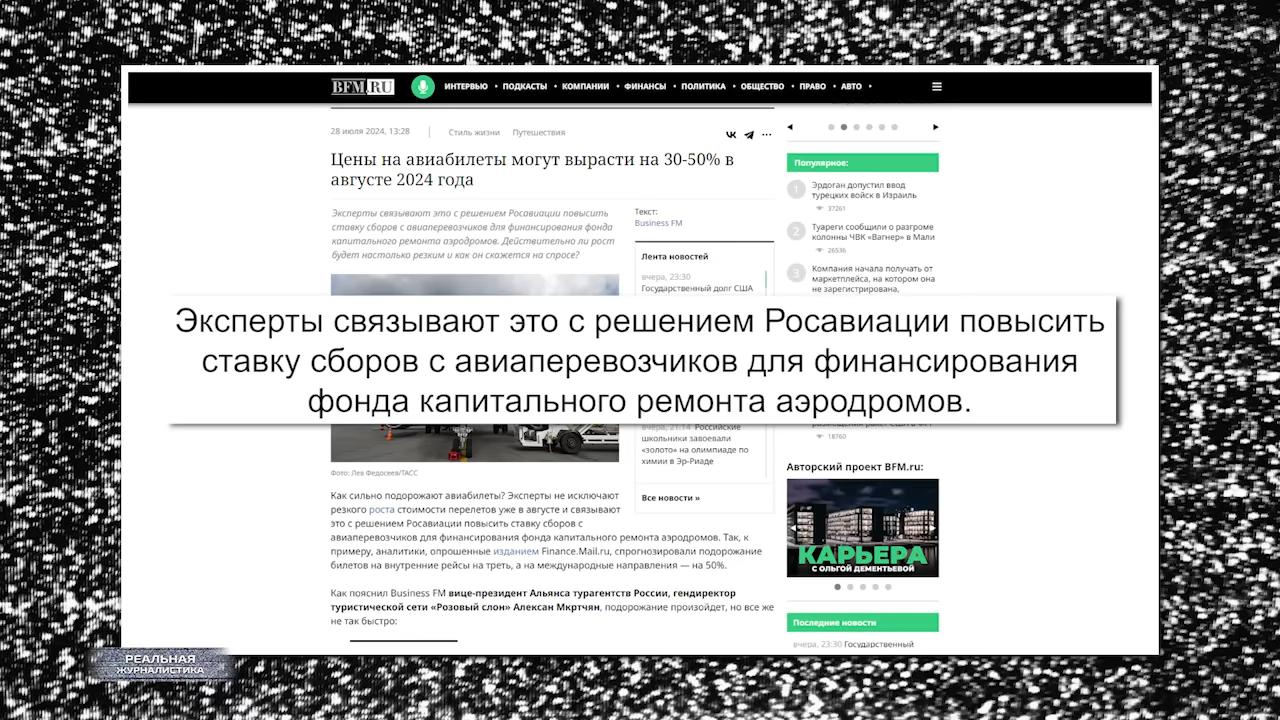 BFM.RU
ИНТЕРВЬЮ • ПОДКАСТЫ • КОМПАНИИ • ФИНАНСЫ • ПОЛИТИКА • ОБЩЕСТВО • ПРАВО • АВТО •
28 июля 2024, 13:28
Стиль жизни Путешествия
Цены на авиабилеты могут вырасти на 30-50% в
августе 2024 года
Эксперты связывают это с решением Росавиации повысить
ставку сборов с авиаперевозчиков для финансирования фонда
капитального ремонта аэродромов. Действительно ли рост
будет настолько резким и как он скажется на спросе?
Текст:
Business FM
Лента новостей
вчера, 23:30
Государственный долг США
Популярное:
1 Эрдоган допустил ввод
турецких войск в Израиль
37261
2 Туареги сообщили о разгроме
колонны ЧВК «Вагнер» в Мали
26536
3 Компания начала получать от
маркетплейса, на котором она
не зарегистрирована,
Эксперты связывают это с решением Росавиации повысить
ставку сборов с авиаперевозчиков для финансирования
фонда капитального ремонта аэродромов.
вчера, 21:14 Российские
школьники завоевали
«золото» на олимпиаде по
химии в Эр-Рияде
Все новости »
18760
Фото: Лев Федосеев/ТАСС
Как сильно подорожают авиабилеты? Эксперты не исключают
резкого роста стоимости перелетов уже в августе и связывают
это с решением Росавиации повысить ставку сборов с
авиаперевозчиков для финансирования фонда капитального ремонта аэродромов. Так, к
примеру, аналитики, опрошенные изданием Finance.Mail.ru, спрогнозировали подорожание
билетов на внутренние рейсы на треть, а на международные направления — на 50%.
Как пояснил Business FM вице-президент Альянса турагентств России, гендиректор
туристической сети «Розовый слон» Алексан Мкртчян, подорожание произойдет, но все же
не так быстро:
Авторский проект BFM.ru:
КАРЬЕРА
С ОЛЬГОЙ ДЕМЕНТЬЕВОЙ
Последние новости
вчера, 23:30 Государственный
РЕАЛЬНАЯ
ЖУРНАЛИСТИКА